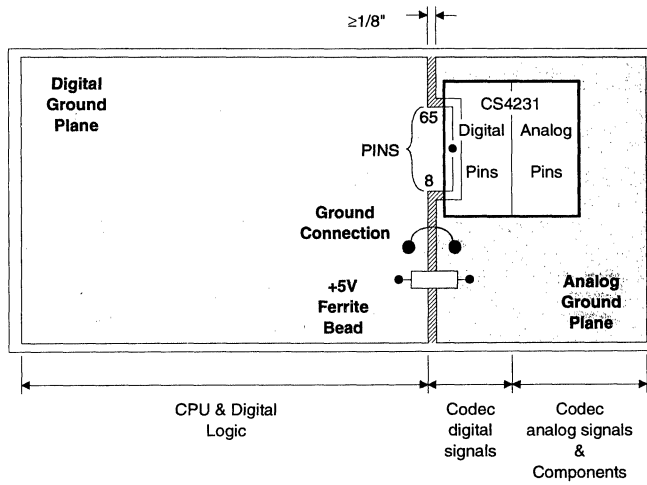 ≥1/8"
Digital
Ground
Plane
CS4231
65
Digital
Analog
PINS
Pins
Pins
8
Ground
Connection
+5V
Ferrite
Bead
Analog
Ground
Plane
CPU & Digital
Logic
Codec
digital
signals
Codec
analog signals
&
Components